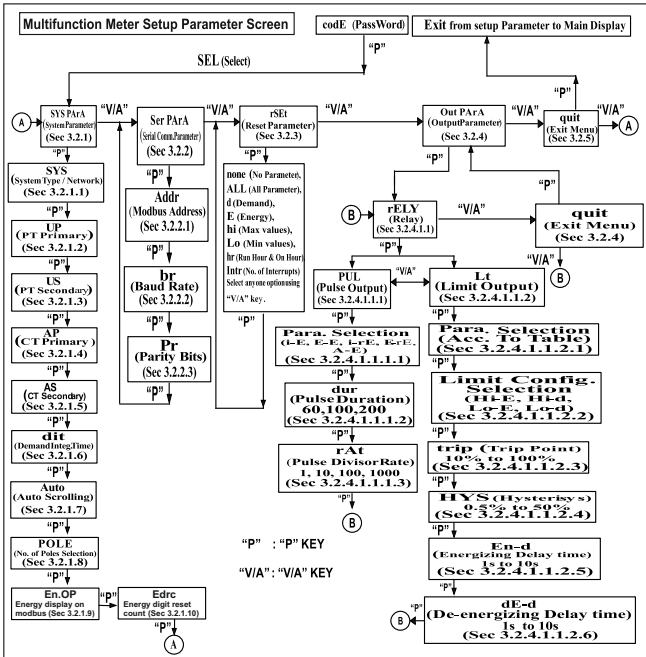 Multifunction Meter Setup Parameter Screen
codE (PassWord)
Exit from setup Parameter to Main Display
"P"
SEL (Select)
"P"
A
SYS PArA
(System Parameter)
(Sec 3.2.1)
"V/A"
Ser PArA
(Serial Comm.Parameter)
(Sec 3.2.2)
"V/A"
rSEt
(Reset Parameter)
(Sec 3.2.3)
"V/A"
Out PArA
(OutputParameter)
(Sec 3.2.4)
"V/A"
quit
(Exit Menu)
(Sec 3.2.5)
"V/A"
A
"P"
SYS
(SystemType / Network)
(Sec 3.2.1.1)
"P"
UP
(PT Primary)
(Sec 3.2.1.2)
"P"
US
(PT Secondary)
(Sec 3.2.1.3)
"P"
AP
(CT Primary)
(Sec 3.2.1.4)
"P"
AS
(CT Secondary)
(Sec 3.2.1.5)
"P"
dit
(DemandInteg.Time)
(Sec 3.2.1.6)
"P"
Auto
(Auto Scrolling)
(Sec 3.2.1.7)
"P"
POLE
(No. of Poles Selection)
(Sec 3.2.1.8)
"P"
En.OP
Energy display on
modbus (Sec 3.2.1.9)
"P"
Edrc
Energy digit reset
count (Sec 3.2.1.10)
"P"
A
"P"
Addr
(Modbus Address)
(Sec 3.2.2.1)
"P"
br
(Baud Rate)
(Sec 3.2.2.2)
"P"
Pr
(Parity Bits)
(Sec 3.2.2.3)
"P"
"P"
none (No Parameter),
ALL (All Parameter),
d (Demand),
E (Energy),
hi (Max values),
Lo (Min values),
hr (Run Hour & On Hour),
Intr (No. of Interrupts)
Select any one optionusing
"V/A" key.
"P"
"P"
B
rELY
(Relay)
(Sec 3.2.4.1.1)
"V/A"
"P"
quit
(Exit Menu)
(Sec 3.2.4)
"V/A"
B
"P"
PUL
(Pulse Output)
(Sec 3.2.4.1.1.1)
"V/A"
Lt
(Limit Output)
(Sec 3.2.4.1.1.2)
"P"
Para. Selection
(i-E, E-E, i-rE, E-rE,
A-E)
(Sec 3.2.4.1.1.1.1)
"P"
dur
(PulseDuration)
60,100,200
(Sec 3.2.4.1.1.1.2)
"P"
rAt
(Pulse DivisorRate)
1, 10, 100, 1000
(Sec 3.2.4.1.1.1.3)
"P"
B
"P"
Para. Selection
(Acc. To Table)
(Sec 3.2.4.1.1.2.1)
"P"
Limit Config.
Selection
(Hi-E, Hi-d,
Lo-E, Lo-d)
(Sec 3.2.4.1.1.2.2)
"P"
trip (Trip Point)
10% to 100%
(Sec 3.2.4.1.1.2.3)
"P"
HYS (Hysterisys)
0.5% to 50%
(Sec 3.2.4.1.1.2.4)
"P"
En-d
(Energizing Delay time)
1s to 10s
(Sec 3.2.4.1.1.2.5)
"P"
dE-d
(De-energizing Delay time)
1s to 10s
(Sec 3.2.4.1.1.2.6)
"P"
B
"P" : "P" KEY
"V/A" : "V/A" KEY